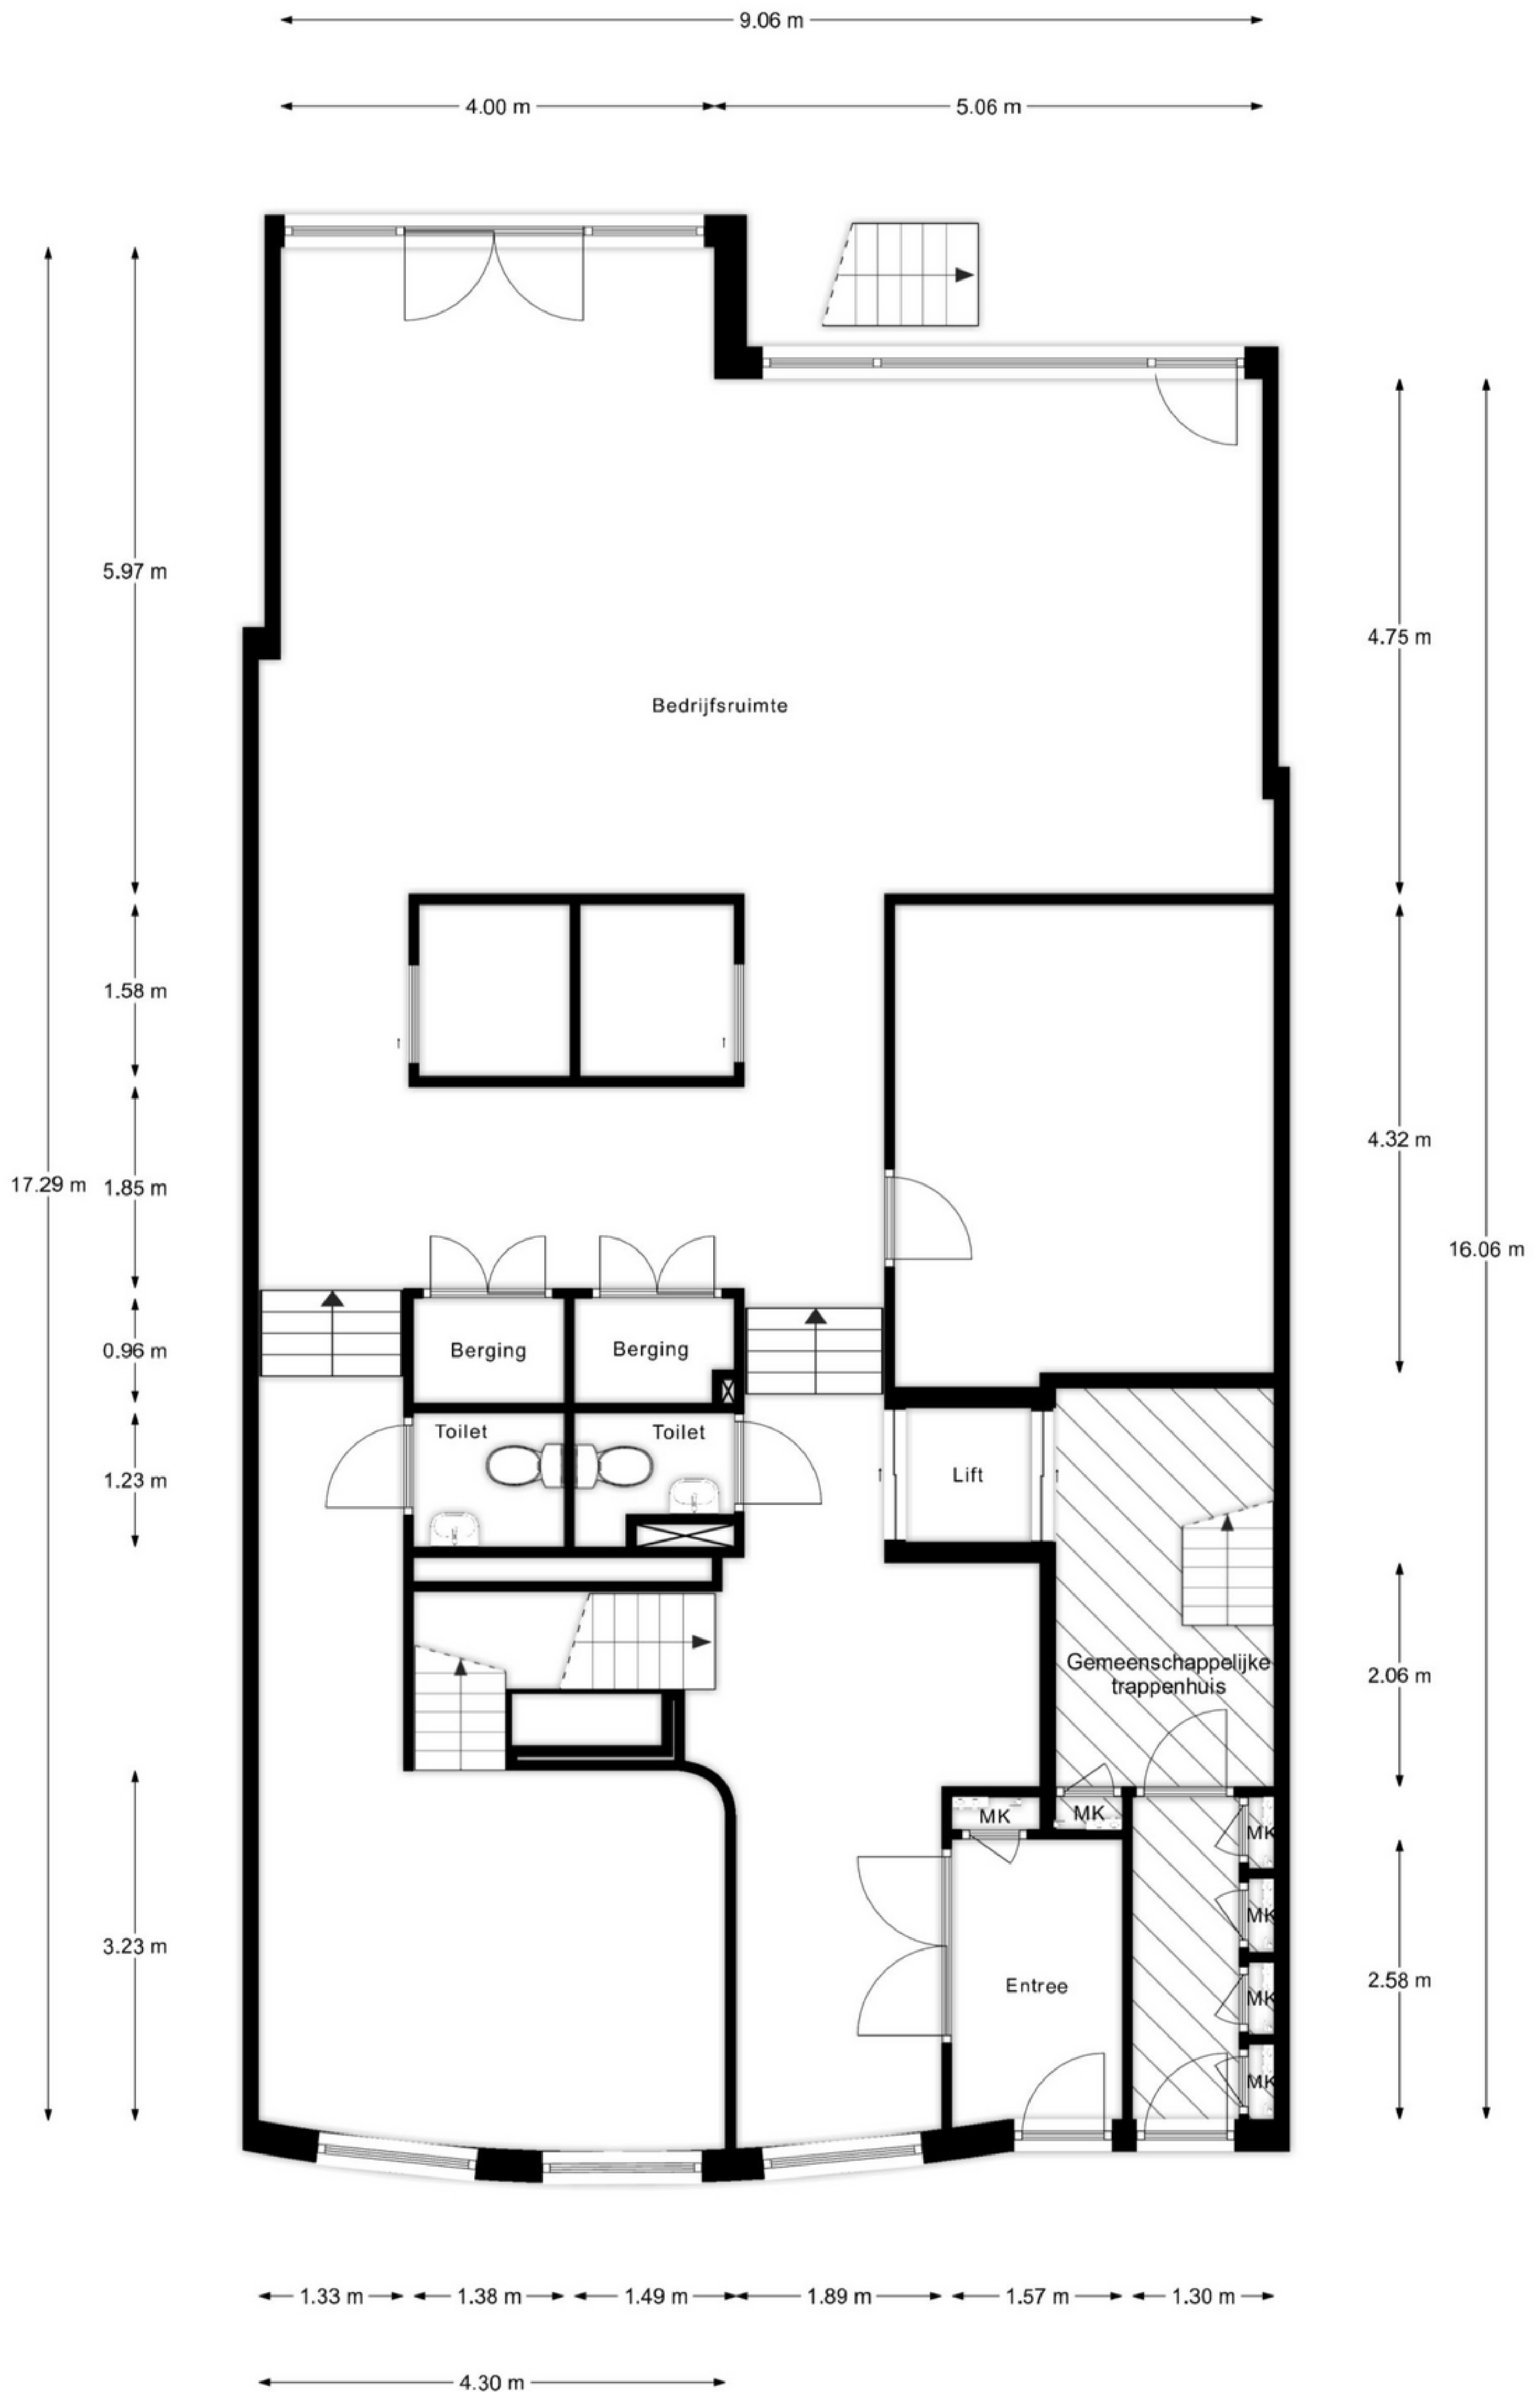 9.06 m
4.00 m
5.06 m
5.97 m
4.75 m
Bedrijfsruimte
1.58 m
4.32 m
17.29 m
1.85 m
16.06 m
0.96 m
Berging
Berging
Toilet
Toilet
1.23 m
Lift
Gemeenschappelijke
trappenhuis
2.06 m
MK
MK
MK
MK
MK
MK
3.23 m
Entree
2.58 m
1.33 m
1.38 m
1.49 m
1.89 m
1.57 m
1.30 m
4.30 m